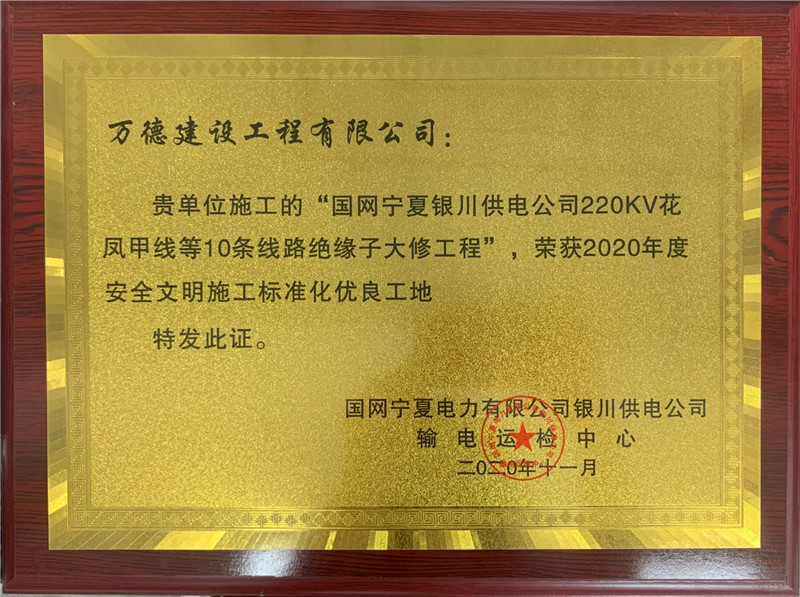 万德建设工程有限公司：
贵单位施工的“国网宁夏银川供电公司220KV花
凤甲线等10条线路绝缘子大修工程”，荣获2020年度
安全文明施工标准化优良工地
特发此证。
国网宁夏电力有限公司银川供电公司
输电运检中心
二〇二〇年十一月